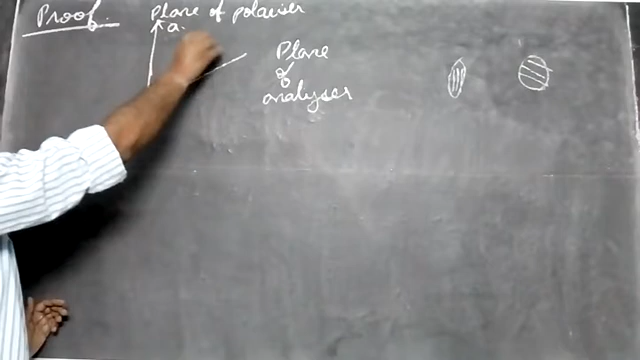 Proof.
Plane of polariser
a.
Plane
of
analyser